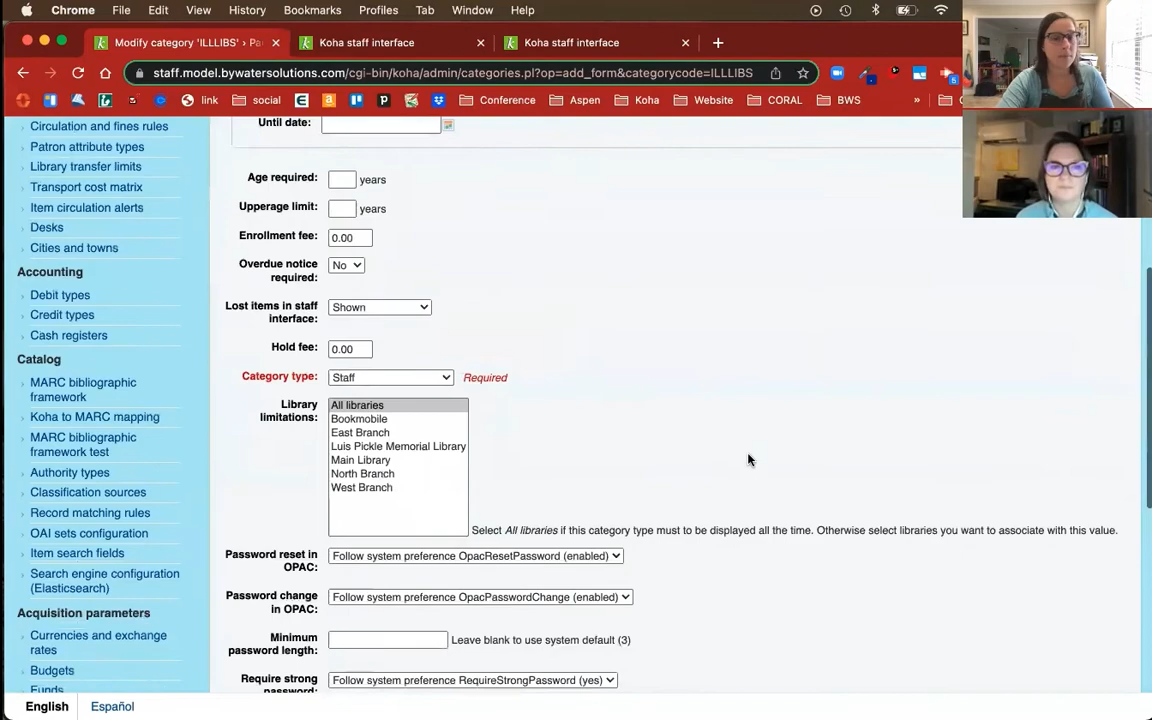 Chrome File Edit View History Bookmarks Profiles Tab Window Help
Modify category 'ILLLIBS' › Pa
Koha staff interface
Koha staff interface
staff.model.bywatersolutions.com/cgi-bin/koha/admin/categories.pl?op=add_form&categorycode=ILLLIBS
link social Conference Aspen Koha Website CORAL BWS »
Circulation and fines rules
Patron attribute types
Library transfer limits
Transport cost matrix
Item circulation alerts
Desks
Cities and towns
Accounting
Debit types
Credit types
Cash registers
Catalog
MARC bibliographic
framework
Koha to MARC mapping
MARC bibliographic
framework test
Authority types
Classification sources
Record matching rules
OAI sets configuration
Item search fields
Search engine configuration
(Elasticsearch)
Acquisition parameters
Currencies and exchange
rates
Budgets
Funds
Until date:
Age required: years
Upperage limit: years
Enrollment fee: 0.00
Overdue notice
required: No
Lost items in staff
interface: Shown
Hold fee: 0.00
Category type: Staff Required
Library
limitations:
All libraries
Bookmobile
East Branch
Luis Pickle Memorial Library
Main Library
North Branch
West Branch
Select All libraries if this category type must to be displayed all the time. Otherwise select libraries you want to associate with this value.
Password reset in
OPAC: Follow system preference OpacResetPassword (enabled)
Password change
in OPAC: Follow system preference OpacPasswordChange (enabled)
Minimum
password length: Leave blank to use system default (3)
Require strong
password: Follow system preference RequireStrongPassword (yes)
English Español